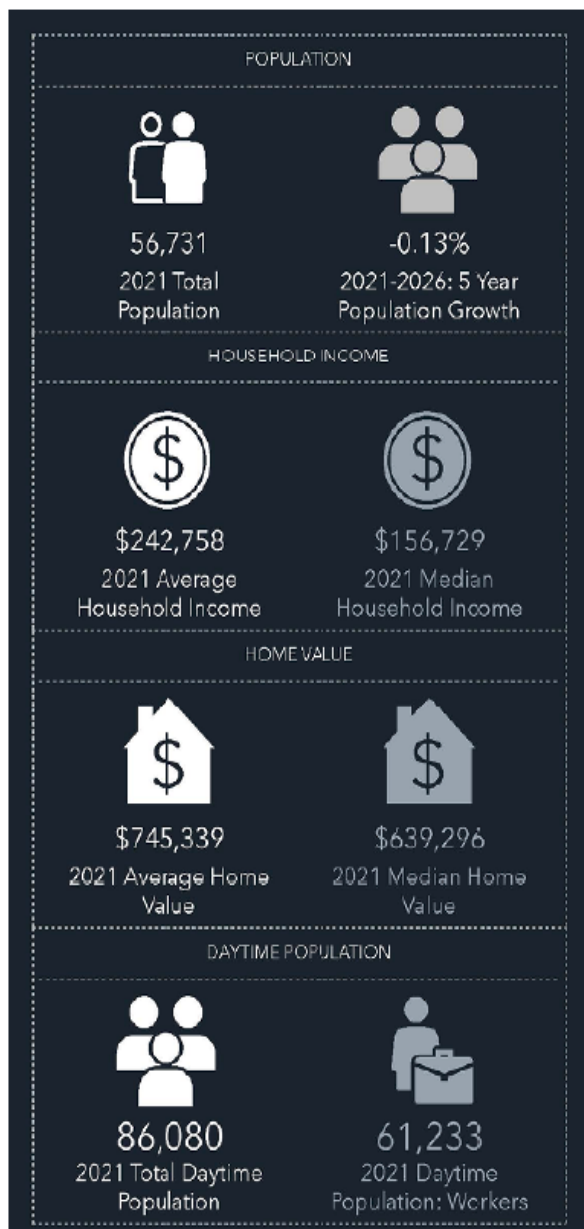 POPULATION
56,731
2021 Total
Population
-0.13%
2021-2026: 5 Year
Population Growth
HOUSEHOLD INCOME
$
$242,758
2021 Average
Household Income
$
$156,729
2021 Median
Household Income
HOME VALUE
$
$745,339
2021 Average Home
Value
$
$639,296
2021 Median Home
Value
DAYTIME POPULATION
86,080
2021 Total Daytime
Population
61,233
2021 Daytime
Population: Workers